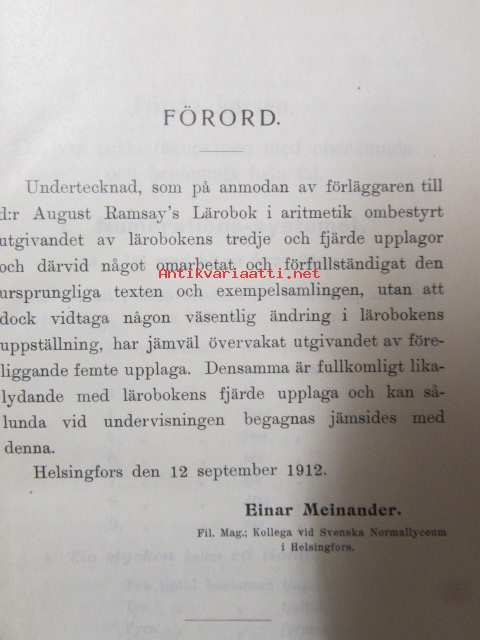 FÖRORD.
Undertecknad, som på anmodan av förläggaren till
d:r August Ramsay's Lärobok i aritmetik ombestyrt
utgivandet av lärobokens tredje och fjärde upplagor
och därvid något omarbetat och förfullständigat den
Antikvariaatti.net
ursprungliga texten och exempelsamlingen, utan att
dock vidtaga någon väsentlig ändring i lärobokens
uppställning, har jämväl övervakat utgivandet av före-
liggande femte upplaga. Densamma är fullkomligt lika-
lydande med lärobokens fjärde upplaga och kan så-
lunda vid undervisningen begagnas jämsides med
denna.
Helsingfors den 12 september 1912.
Einar Meinander.
Fil. Mag.; Kollega vid Svenska Normallyceum
i Helsingfors.